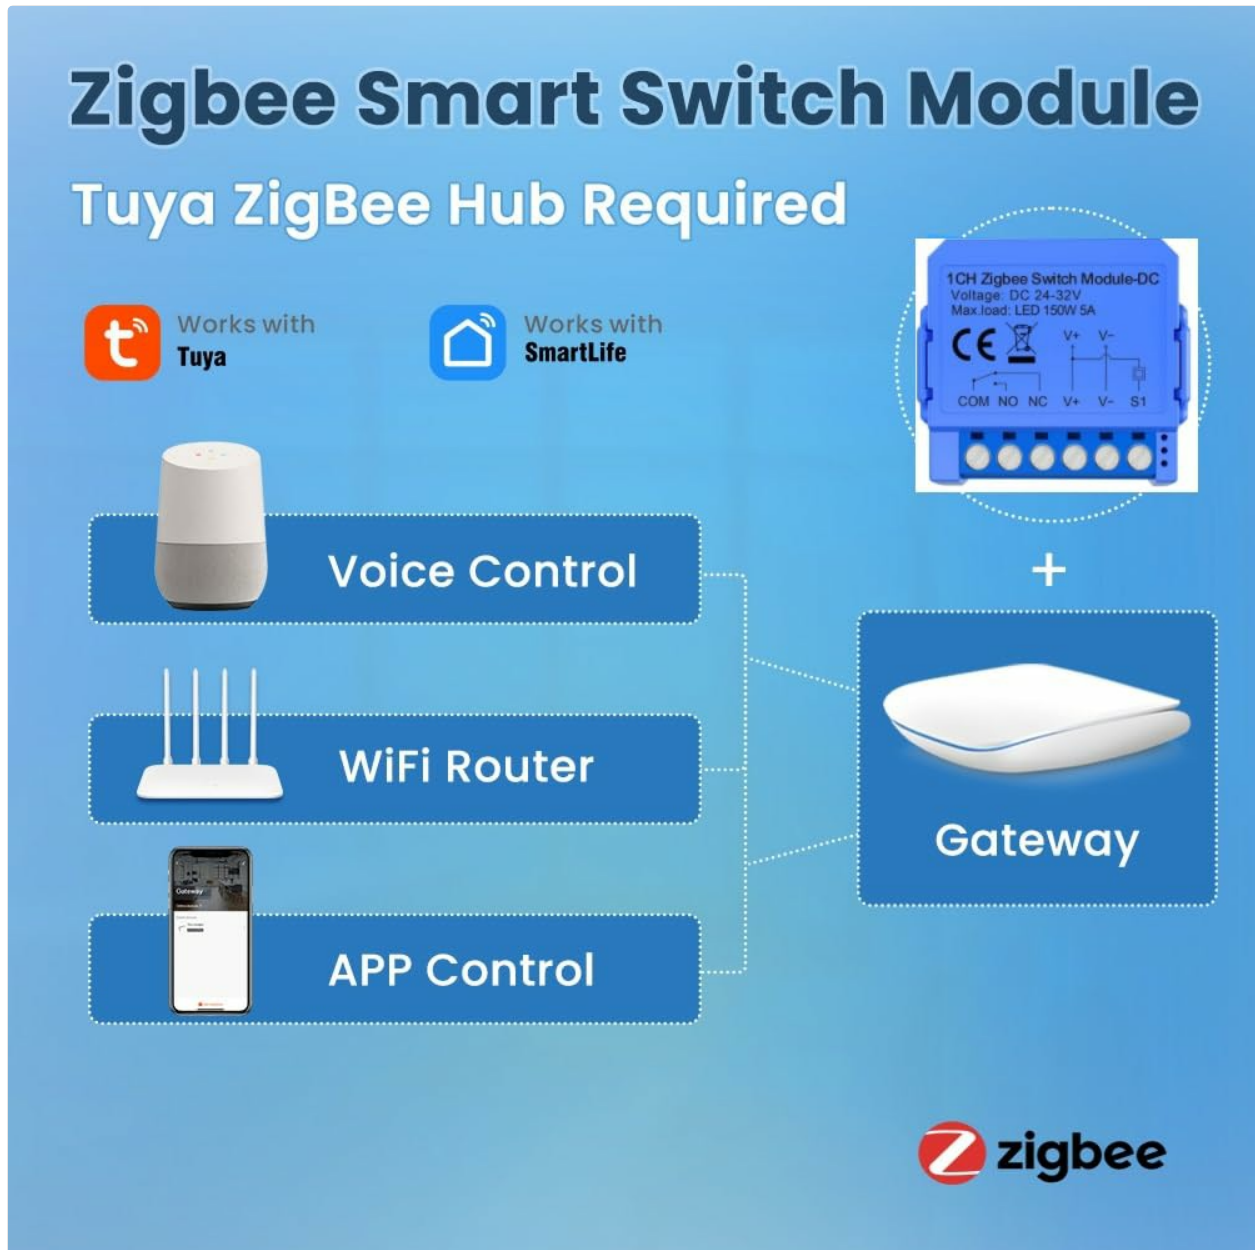 Zigbee Smart Switch Module
Tuya ZigBee Hub Required
Works with
Tuya
Works with
SmartLife
1CH Zigbee Switch Module-DC
Voltage: DC 24-32V
Max.load: LED 150W 5A
CE
V+ V-
COM NO NC V+ V- S1
+
Voice Control
WiFi Router
Gateway
Gateway
APP Control
zigbee